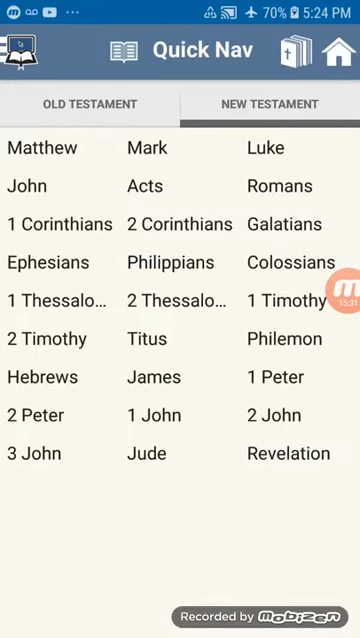 70% 5:24 PM
Quick Nav
OLD TESTAMENT NEW TESTAMENT
Matthew Mark Luke
John Acts Romans
1 Corinthians 2 Corinthians Galatians
Ephesians Philippians Colossians
1 Thessalo... 2 Thessalo... 1 Timothy
15:31
2 Timothy Titus Philemon
Hebrews James 1 Peter
2 Peter 1 John 2 John
3 John Jude Revelation
Recorded by MOBIZEN